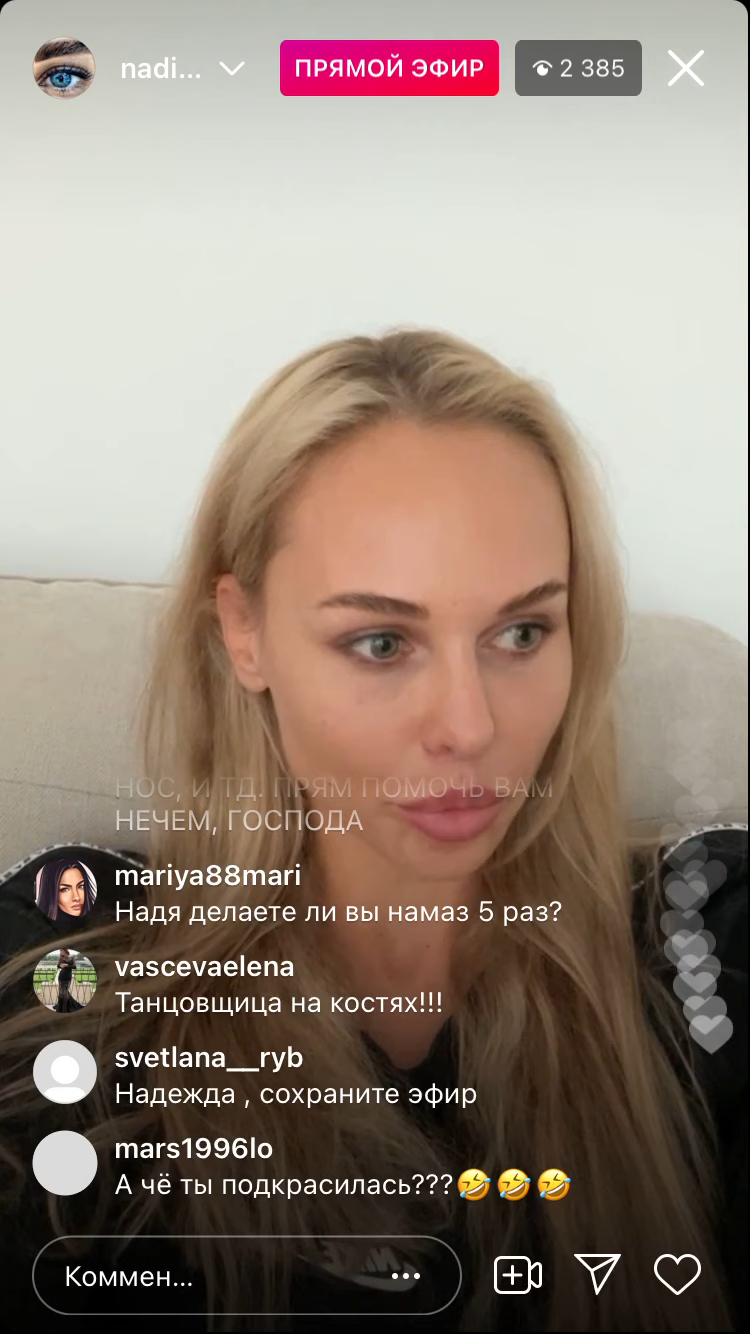 nadi...
ПРЯМОЙ ЭФИР
2 385
НОС, И ТД. ПРЯМ ПОМОЧЬ ВАМ
НЕЧЕМ, ГОСПОДА
mariya88mari
Надя делаете ли вы намаз 5 раз?
vascevaelena
Танцовщица на костях!!!
svetlana__ryb
Надежда , сохраните эфир
mars1996lo
А чё ты подкрасилась???🤣🤣🤣
Коммен...